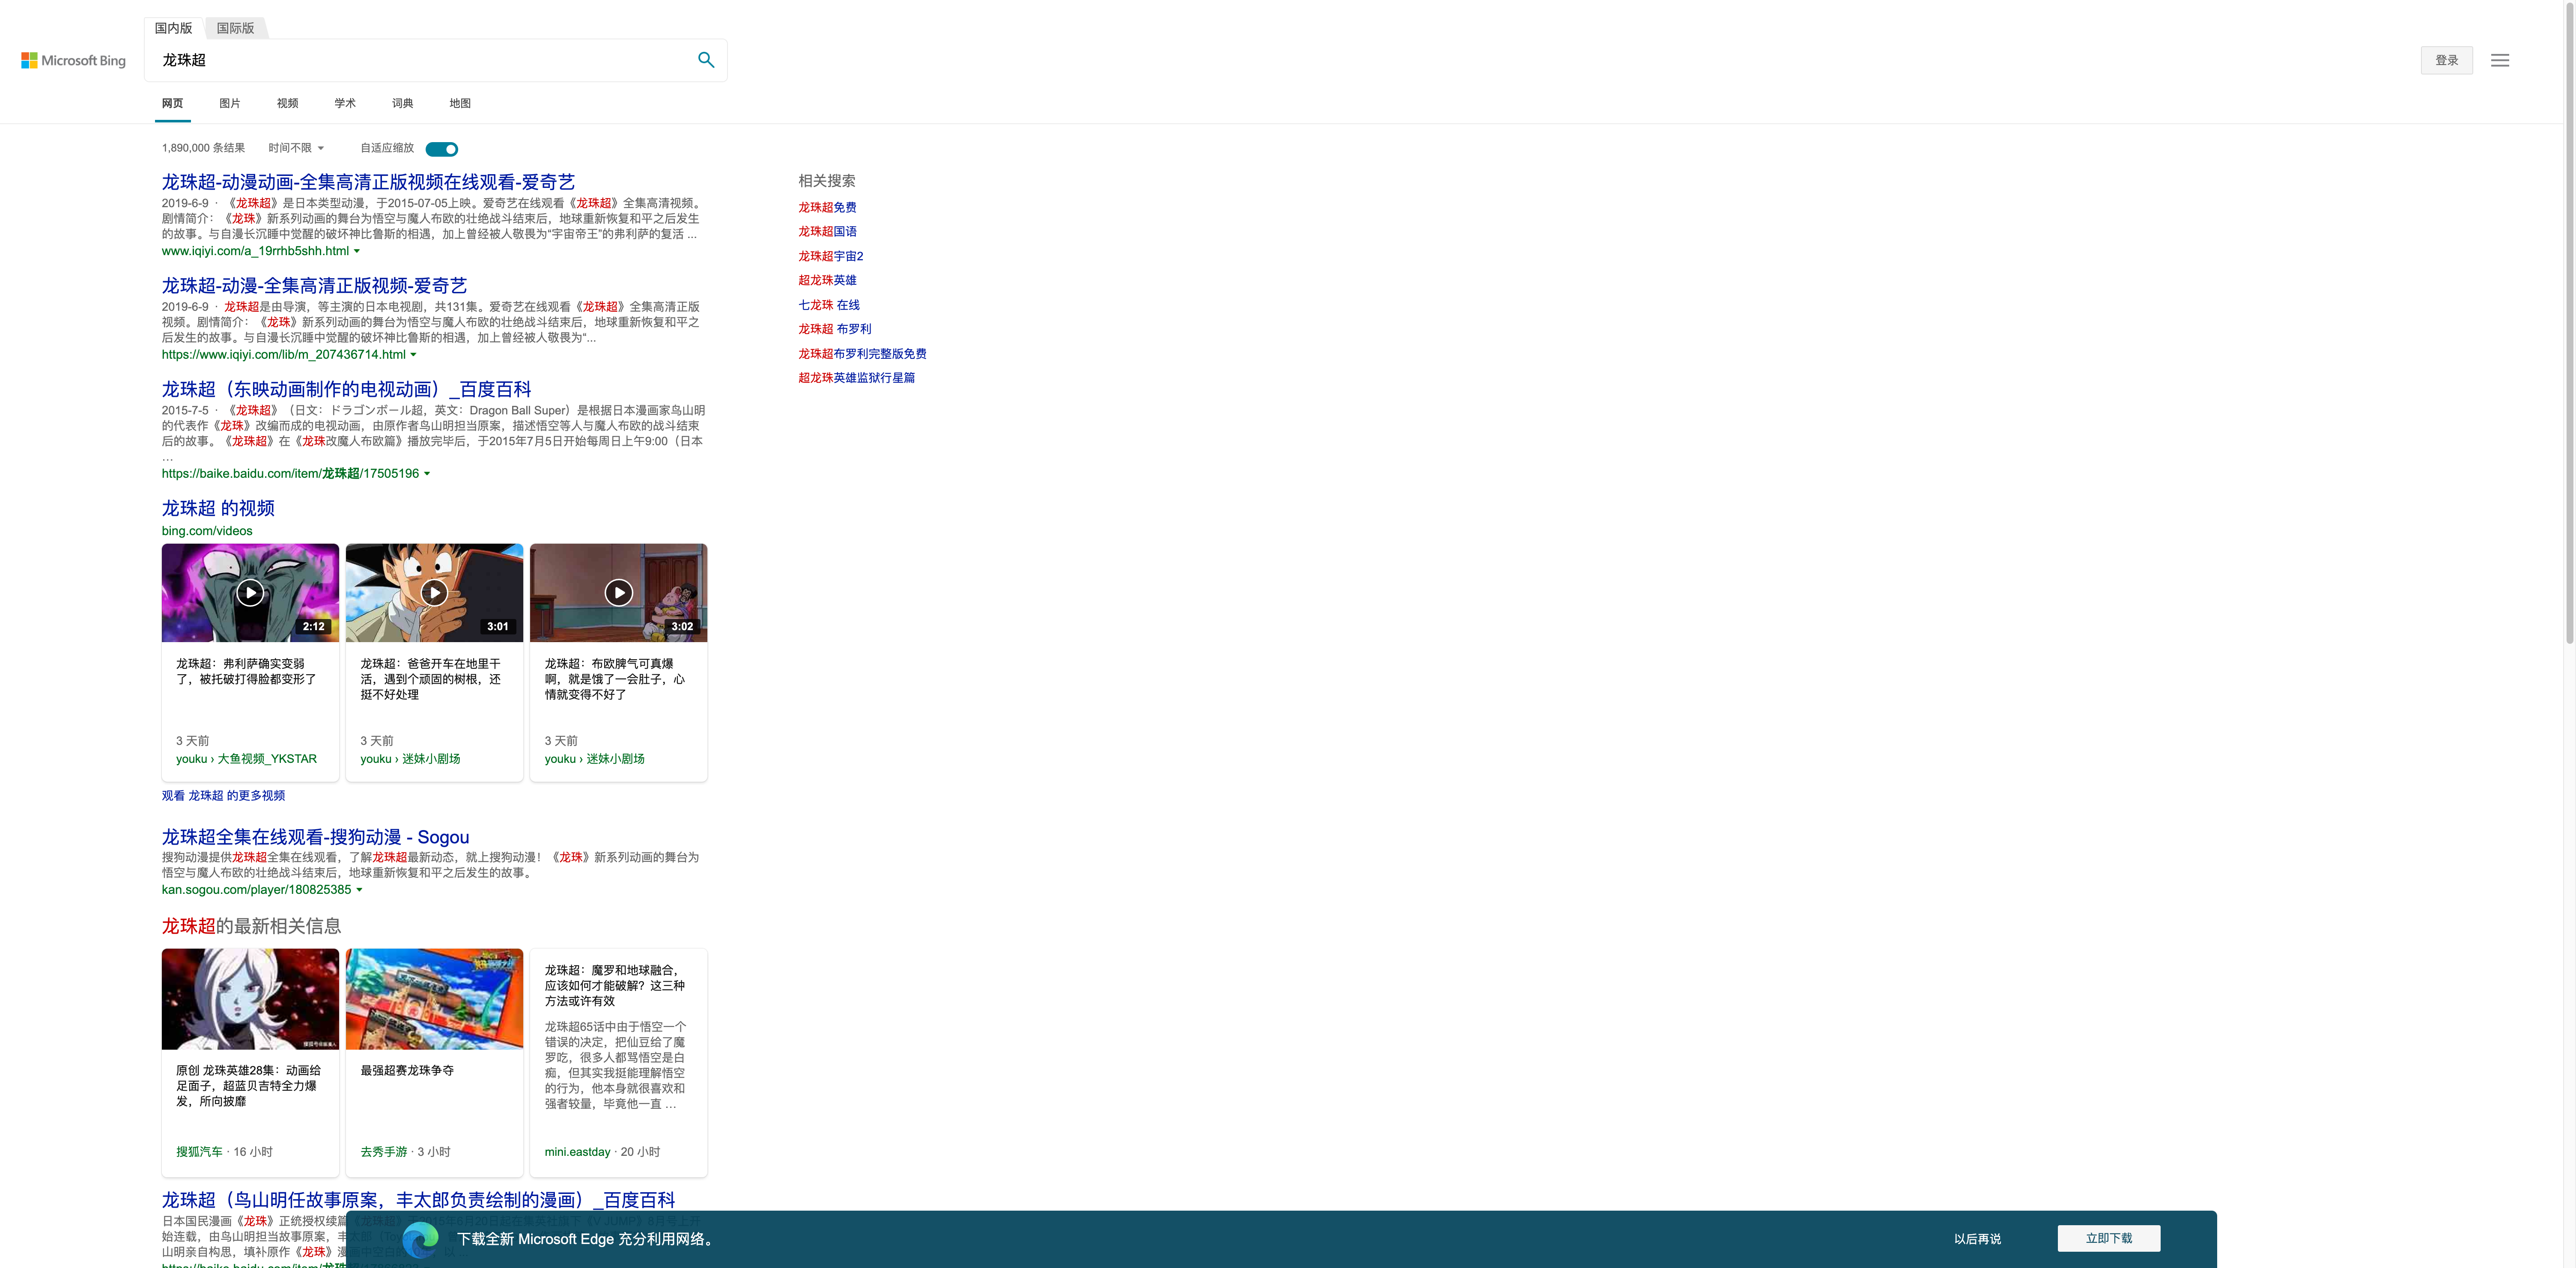 国内版
国际版
Microsoft Bing
龙珠超
登录
网页
图片
视频
学术
词典
地图
1,890,000 条结果
时间不限
自适应缩放
龙珠超-动漫动画-全集高清正版视频在线观看-爱奇艺
2019-6-9 · 《龙珠超》是日本类型动漫，于2015-07-05上映。爱奇艺在线观看《龙珠超》全集高清视频。
剧情简介：《龙珠》新系列动画的舞台为悟空与魔人布欧的壮绝战斗结束后，地球重新恢复和平之后发生
的故事。与自漫长沉睡中觉醒的破坏神比鲁斯的相遇，加上曾经被人敬畏为“宇宙帝王”的弗利萨的复活 ...
www.iqiyi.com/a_19rrhb5shh.html
龙珠超-动漫-全集高清正版视频-爱奇艺
2019-6-9 · 龙珠超是由导演，等主演的日本电视剧，共131集。爱奇艺在线观看《龙珠超》全集高清正版
视频。剧情简介：《龙珠》新系列动画的舞台为悟空与魔人布欧的壮绝战斗结束后，地球重新恢复和平之
后发生的故事。与自漫长沉睡中觉醒的破坏神比鲁斯的相遇，加上曾经被人敬畏为“...
https://www.iqiyi.com/lib/m_207436714.html
龙珠超（东映动画制作的电视动画）_百度百科
2015-7-5 · 《龙珠超》（日文：ドラゴンボール超，英文：Dragon Ball Super）是根据日本漫画家鸟山明
的代表作《龙珠》改编而成的电视动画，由原作者鸟山明担当原案，描述悟空等人与魔人布欧的战斗结束
后的故事。《龙珠超》在《龙珠改魔人布欧篇》播放完毕后，于2015年7月5日开始每周日上午9:00（日本
...
https://baike.baidu.com/item/龙珠超/17505196
龙珠超 的视频
bing.com/videos
2:12
3:01
3:02
龙珠超：弗利萨确实变弱
了，被托破打得脸都变形了
3 天前
youku › 大鱼视频_YKSTAR
龙珠超：爸爸开车在地里干
活，遇到个顽固的树根，还
挺不好处理
3 天前
youku › 迷妹小剧场
龙珠超：布欧脾气可真爆
啊，就是饿了一会肚子，心
情就变得不好了
3 天前
youku › 迷妹小剧场
观看 龙珠超 的更多视频
龙珠超全集在线观看-搜狗动漫 - Sogou
搜狗动漫提供龙珠超全集在线观看，了解龙珠超最新动态，就上搜狗动漫！《龙珠》新系列动画的舞台为
悟空与魔人布欧的壮绝战斗结束后，地球重新恢复和平之后发生的故事。
kan.sogou.com/player/180825385
龙珠超的最新相关信息
原创 龙珠英雄28集：动画给
足面子，超蓝贝吉特全力爆
发，所向披靡
搜狐汽车 · 16 小时
最强超赛龙珠争夺
去秀手游 · 3 小时
龙珠超：魔罗和地球融合，
应该如何才能破解？这三种
方法或许有效
龙珠超65话中由于悟空一个
错误的决定，把仙豆给了魔
罗吃，很多人都骂悟空是白
痴，但其实我挺能理解悟空
的行为，他本身就很喜欢和
强者较量，毕竟他一直 ...
mini.eastday · 20 小时
龙珠超（鸟山明任故事原案，丰太郎负责绘制的漫画）_百度百科
日本国民漫画《龙珠》正统授权续篇
始连载，由鸟山明担当故事原案，丰
山明亲自构思，填补原作《龙珠》漫
https://baike.baidu.com/item/龙珠
下载全新 Microsoft Edge 充分利用网络。
以后再说
立即下载
相关搜索
龙珠超免费
龙珠超国语
龙珠超宇宙2
超龙珠英雄
七龙珠 在线
龙珠超 布罗利
龙珠超布罗利完整版免费
超龙珠英雄监狱行星篇